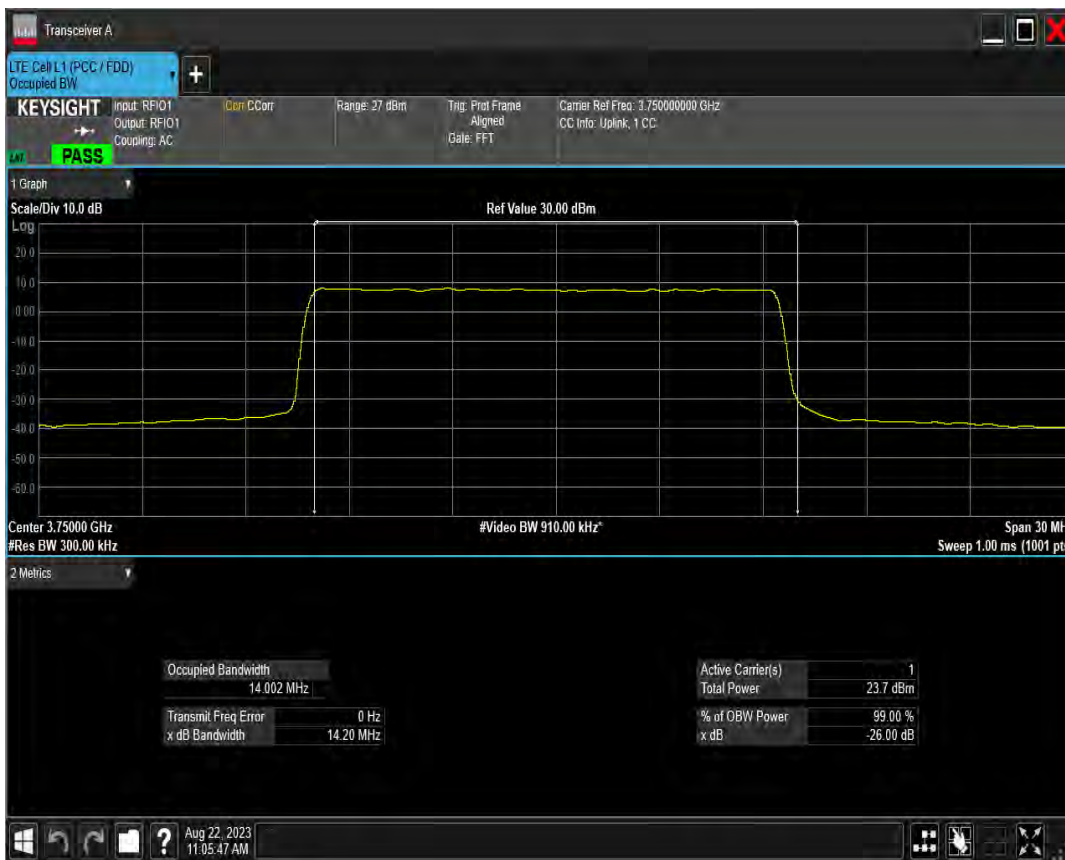 Transceiver A
LTE Cell L1 (PCC / FDD)
Occupied BW
+
KEYSIGHT
PASS
Input: RFIO1
Output: RFIO1
Coupling: AC
Corr CCorr
Range: 27 dBm
Trig: Prot Frame
Aligned
Gate: FFT
Carrier Ref Freq: 3.750000000 GHz
CC Info: Uplink, 1 CC
1 Graph
Scale/Div 10.0 dB
Ref Value 30.00 dBm
Log
20.0
10.0
0.00
-10.0
-20.0
-30.0
-40.0
-50.0
-60.0
Center 3.75000 GHz
#Video BW 910.00 kHz*
Span 30 MH
#Res BW 300.00 kHz
Sweep 1.00 ms (1001 pt
2 Metrics
Occupied Bandwidth
14.002 MHz
Transmit Freq Error 0 Hz
x dB Bandwidth 14.20 MHz
Active Carrier(s) 1
Total Power 23.7 dBm
% of OBW Power 99.00 %
x dB -26.00 dB
?
Aug 22, 2023
11:05:47 AM